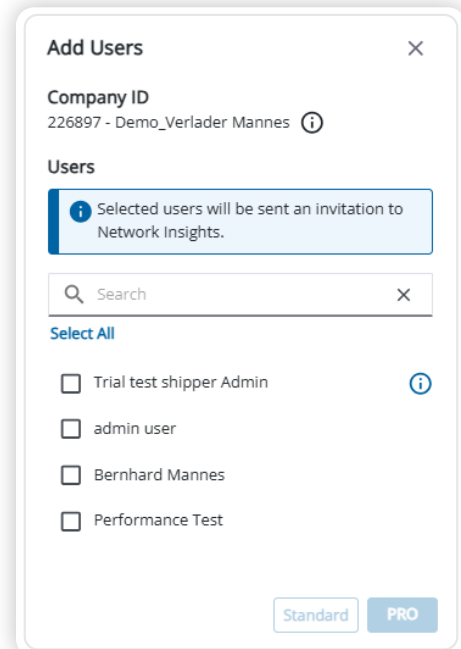 Add Users
Company ID
226897 - Demo_Verlader Mannes
Users
Selected users will be sent an invitation to
Network Insights.
Search
Select All
Trial test shipper Admin
admin user
Bernhard Mannes
Performance Test
Standard
PRO